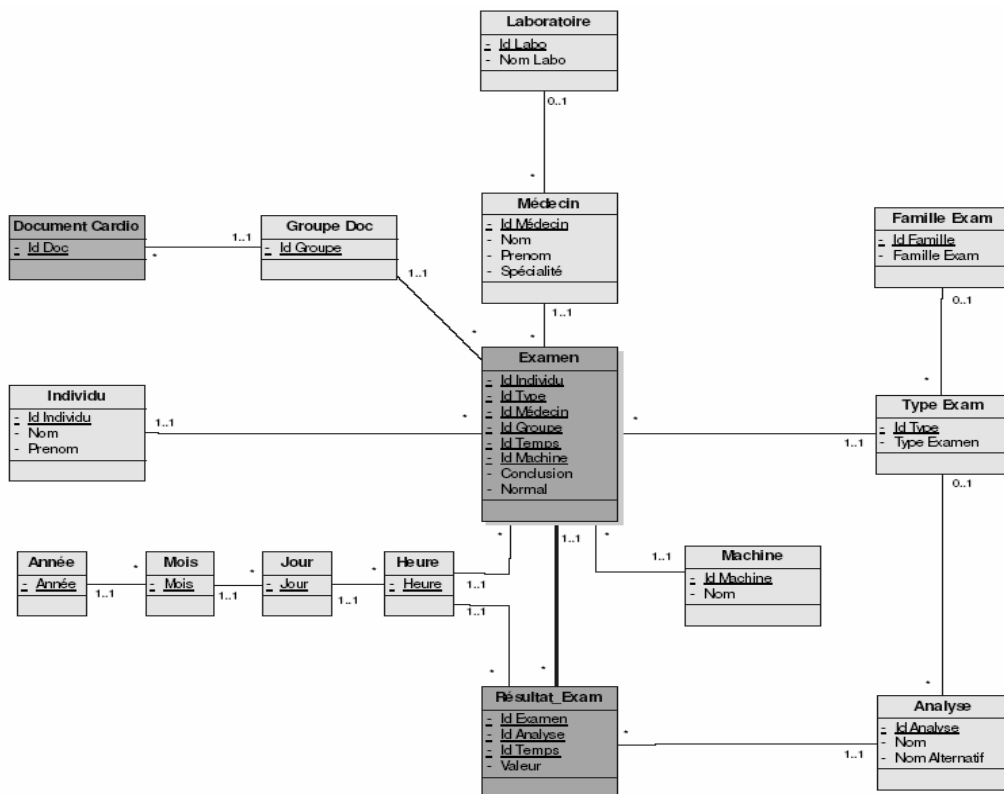 Laboratoire
- Id Labo
- Nom Labo
0..1
*
Médecin
- Id Médecin
- Nom
- Prenom
- Spécialité
1..1
*
Document Cardio
- Id Doc
*
1..1
Groupe Doc
- Id Groupe
1..1
*
Famille Exam
- Id Famille
- Famille Exam
0..1
*
Individu
- Id Individu
- Nom
- Prenom
1..1
*
Examen
- Id Individu
- Id Type
- Id Médecin
- Id Groupe
- Id Temps
- Id Machine
- Conclusion
- Normal
*
1..1
Type Exam
- Id Type
- Type Examen
0..1
*
Année
- Année
1..1
*
Mois
- Mois
1..1
*
Jour
- Jour
1..1
*
Heure
- Heure
1..1
*
1..1
*
1..1
*
*
1..1
Machine
- Id Machine
- Nom
Résultat_Exam
- Id Examen
- Id Analyse
- Id Temps
- Valeur
*
1..1
Analyse
- Id Analyse
- Nom
- Nom Alternatif